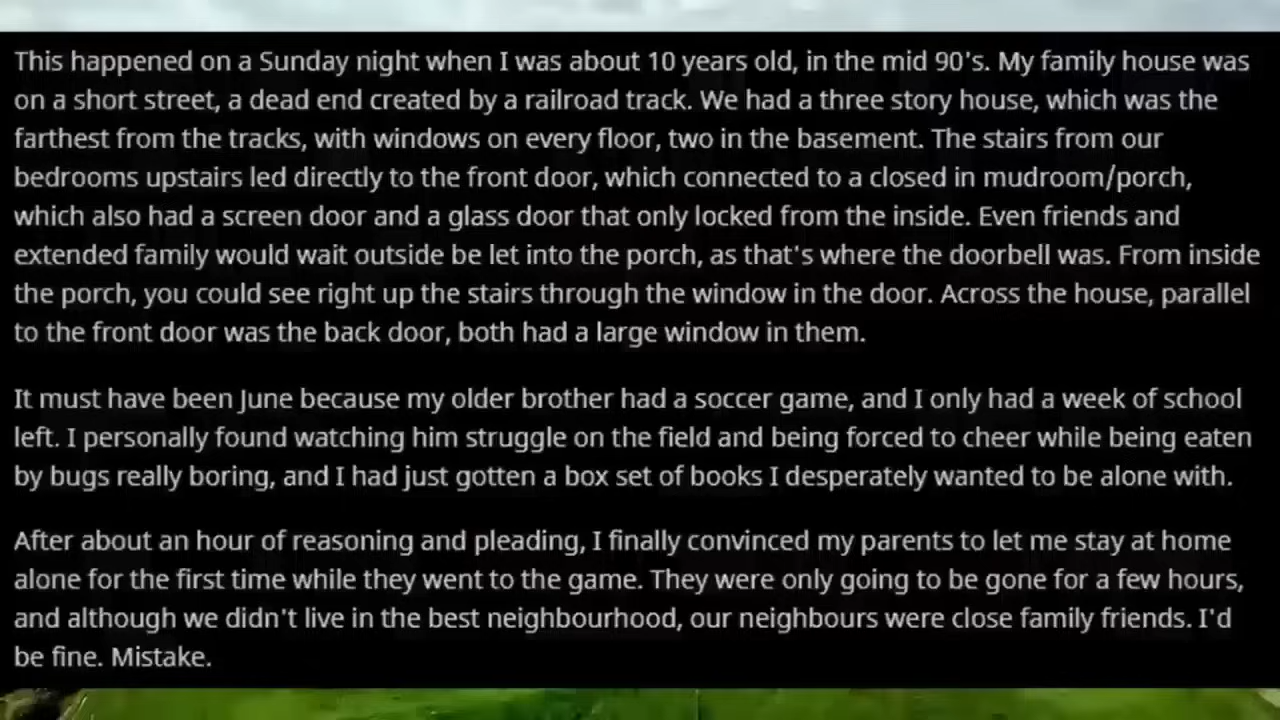 This happened on a Sunday night when I was about 10 years old, in the mid 90's. My family house was
on a short street, a dead end created by a railroad track. We had a three story house, which was the
farthest from the tracks, with windows on every floor, two in the basement. The stairs from our
bedrooms upstairs led directly to the front door, which connected to a closed in mudroom/porch,
which also had a screen door and a glass door that only locked from the inside. Even friends and
extended family would wait outside be let into the porch, as that's where the doorbell was. From inside
the porch, you could see right up the stairs through the window in the door. Across the house, parallel
to the front door was the back door, both had a large window in them.
It must have been June because my older brother had a soccer game, and I only had a week of school
left. I personally found watching him struggle on the field and being forced to cheer while being eaten
by bugs really boring, and I had just gotten a box set of books I desperately wanted to be alone with.
After about an hour of reasoning and pleading, I finally convinced my parents to let me stay at home
alone for the first time while they went to the game. They were only going to be gone for a few hours,
and although we didn't live in the best neighbourhood, our neighbours were close family friends. I'd
be fine. Mistake.